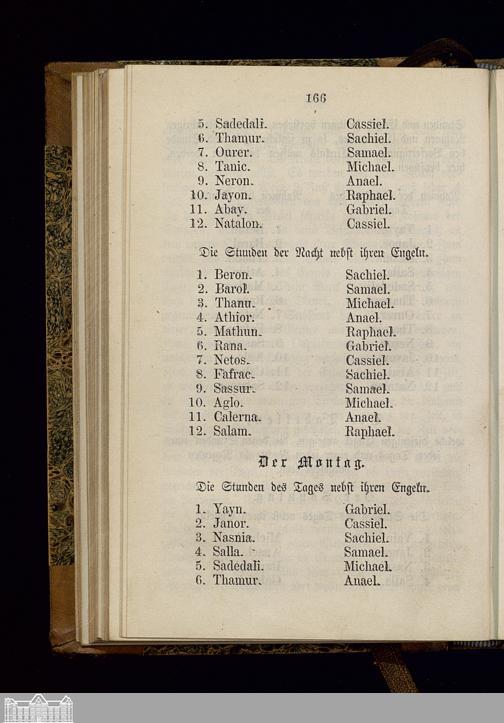 166
5. Sadedali. Cassiel.
6. Thamur. Sachiel.
7. Ourer. Samael.
8. Tanic. Michael.
9. Neron. Anael.
10. Jayon. Raphael.
11. Abay. Gabriel.
12. Natalon. Cassiel.
Die Stunden der Nacht nebst ihren Engeln.
1. Beron. Sachiel.
2. Barol. Samael.
3. Thanu. Michael.
4. Athior. Anael.
5. Mathun. Raphael.
6. Rana. Gabriel.
7. Netos. Cassiel.
8. Fafrac. Sachiel.
9. Sassur. Samael.
10. Aglo. Michael.
11. Calerna. Anael.
12. Salam. Raphael.
Der Montag.
Die Stunden des Tages nebst ihren Engeln.
1. Yayn. Gabriel.
2. Janor. Cassiel.
3. Nasnia. Sachiel.
4. Salla. Samael.
5. Sadedali. Michael.
6. Thamur. Anael.